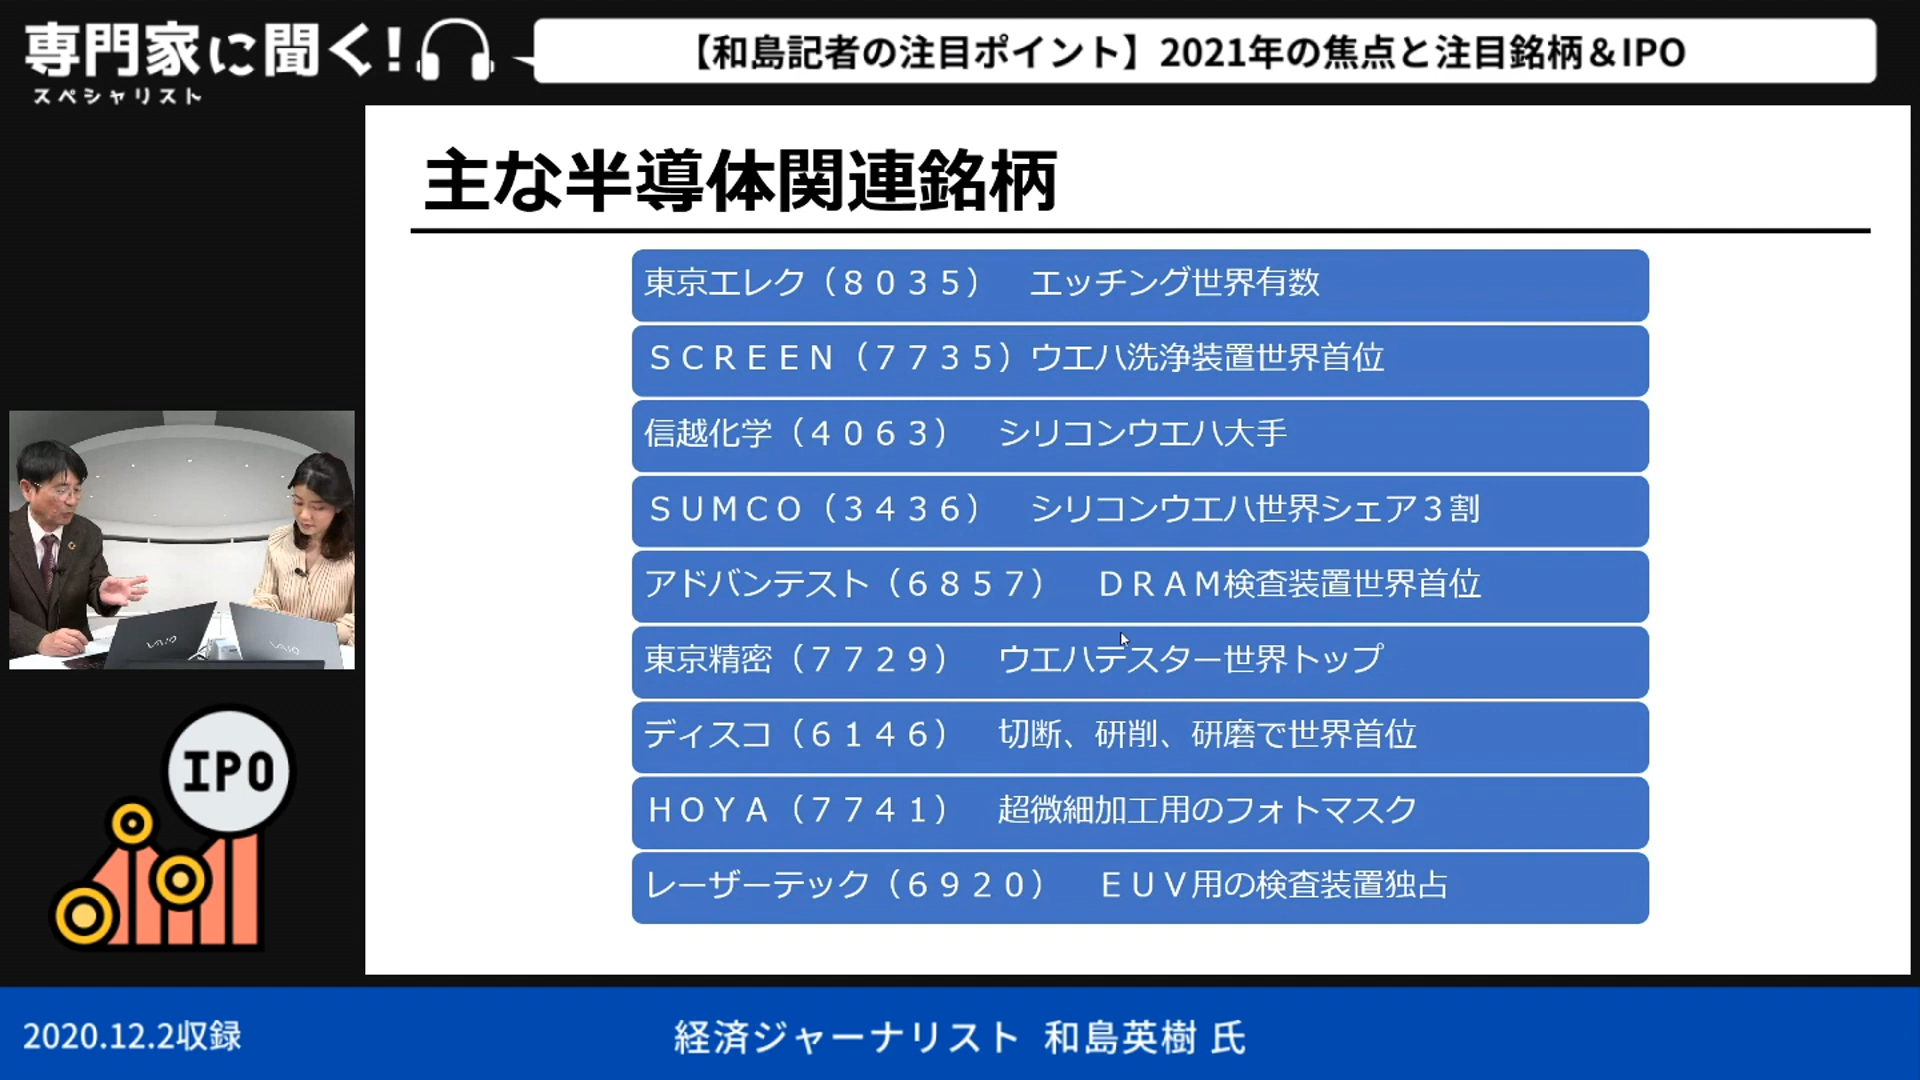 専門家に聞く!
スペシャリスト
【和島記者の注目ポイント】2021年の焦点と注目銘柄＆IPO
主な半導体関連銘柄
東京エレク（８０３５）　エッチング世界有数
ＳＣＲＥＥＮ（７７３５）ウエハ洗浄装置世界首位
信越化学（４０６３）　シリコンウエハ大手
ＳＵＭＣＯ（３４３６）　シリコンウエハ世界シェア３割
アドバンテスト（６８５７）　ＤＲＡＭ検査装置世界首位
東京精密（７７２９）　ウエハテスター世界トップ
ディスコ（６１４６）　切断、研削、研磨で世界首位
ＨＯＹＡ（７７４１）　超微細加工用のフォトマスク
レーザーテック（６９２０）　ＥＵＶ用の検査装置独占
VAIO
VAIO
IPO
2020.12.2収録
経済ジャーナリスト 和島英樹 氏